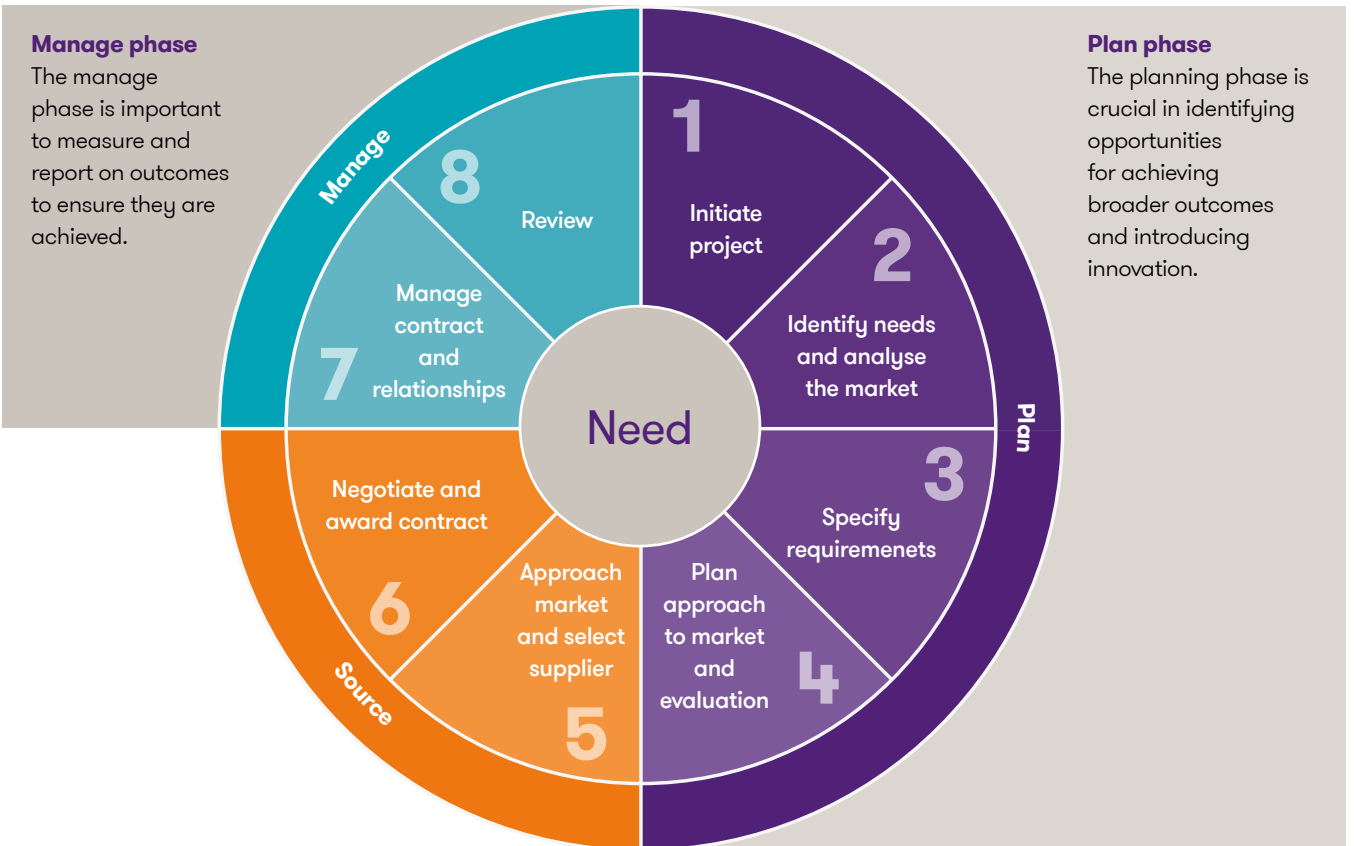 Manage phase
The manage
phase is important
to measure and
report on outcomes
to ensure they are
achieved.
Plan phase
The planning phase is
crucial in identifying
opportunities
for achieving
broader outcomes
and introducing
innovation.
Manage
Plan
Source
Need
1
Initiate
project
2
Identify needs
and analyse
the market
3
Specify
requiremenets
4
Plan
approach
to market
and
evaluation
5
Approach
market
and select
supplier
6
Negotiate and
award contract
7
Manage
contract
and
relationships
8
Review